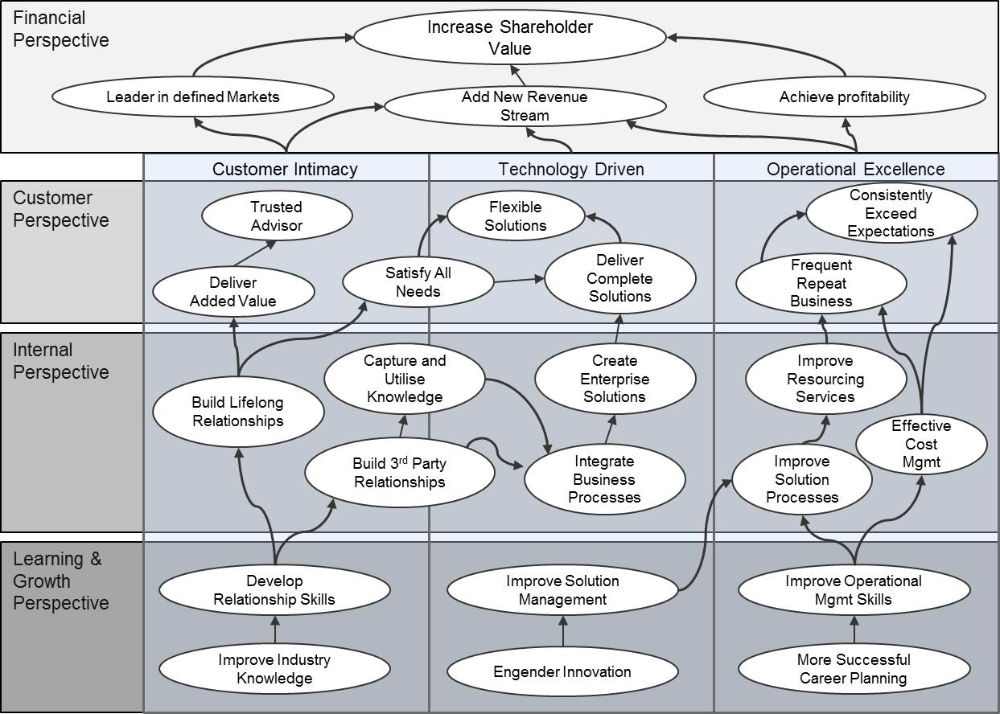 Financial
Perspective
Increase Shareholder
Value
Leader in defined Markets
Add New Revenue
Stream
Achieve profitability
Customer Intimacy
Technology Driven
Operational Excellence
Customer
Perspective
Trusted
Advisor
Flexible
Solutions
Consistently
Exceed
Expectations
Deliver
Added Value
Satisfy All
Needs
Deliver
Complete
Solutions
Frequent
Repeat
Business
Internal
Perspective
Build Lifelong
Relationships
Capture and
Utilise
Knowledge
Create
Enterprise
Solutions
Improve
Resourcing
Services
Build 3rd Party
Relationships
Integrate
Business
Processes
Improve
Solution
Processes
Effective
Cost
Mgmt
Learning &
Growth
Perspective
Develop
Relationship Skills
Improve Solution
Management
Improve Operational
Mgmt Skills
Improve Industry
Knowledge
Engender Innovation
More Successful
Career Planning